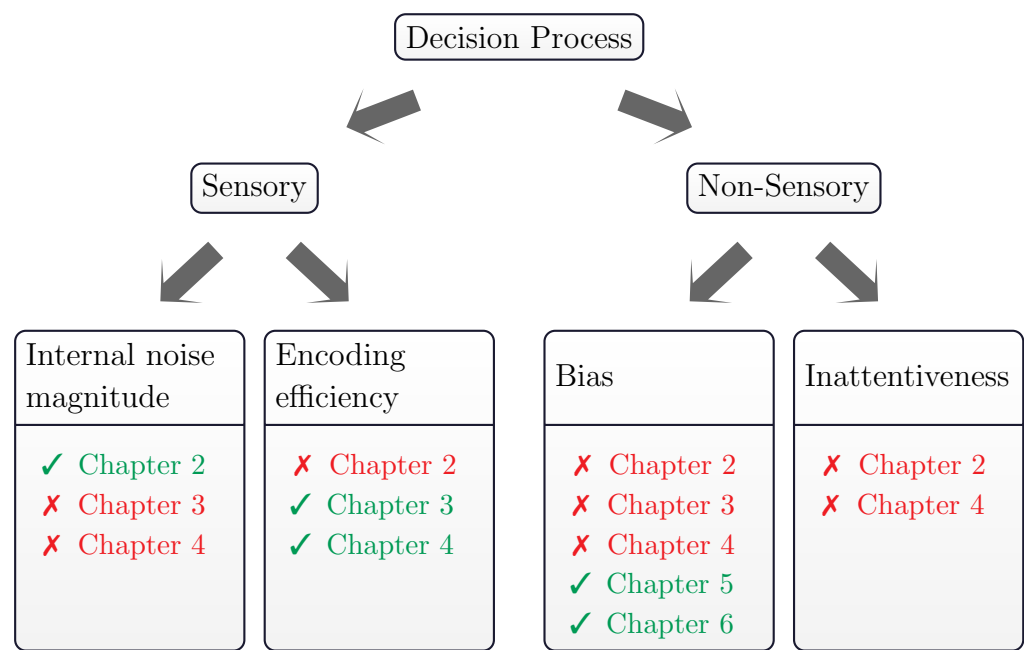 Decision Process
Sensory
Non-Sensory
Internal noise
magnitude
✓ Chapter 2
✗ Chapter 3
✗ Chapter 4
Encoding
efficiency
✗ Chapter 2
✓ Chapter 3
✓ Chapter 4
Bias
✗ Chapter 2
✗ Chapter 3
✗ Chapter 4
✓ Chapter 5
✓ Chapter 6
Inattentiveness
✗ Chapter 2
✗ Chapter 4